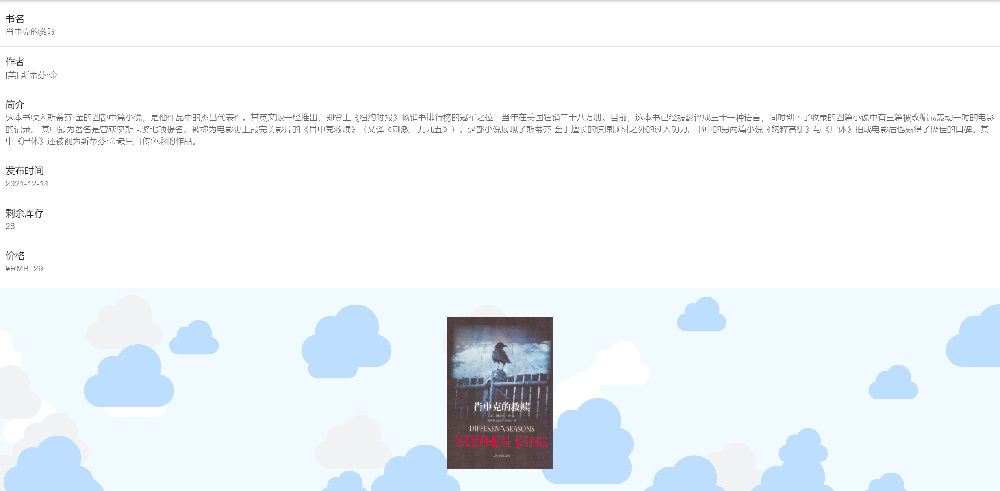 书名
肖申克的救赎
作者
[美] 斯蒂芬·金
简介
这本书收入斯蒂芬·金的四部中篇小说，是他作品中的杰出代表作。其英文版一经推出，即登上《纽约时报》畅销书排行榜的冠军之位，当年在美国狂销二十八万册。目前，这本书已经被翻译成三十一种语言，同时创下了收录的四篇小说中有三篇被改编成轰动一时的电影
的记录。 其中最为著名是曾获奥斯卡奖七项提名、被称为电影史上最完美影片的《肖申克救赎》（又译《刺激一九九五》）。这部小说展现了斯蒂芬·金于擅长的惊悚题材之外的过人功力。书中的另两篇小说《纳粹高徒》与《尸体》拍成电影后也赢得了极佳的口碑。其
中《尸体》还被视为斯蒂芬·金最具自传色彩的作品。
发布时间
2021-12-14
剩余库存
26
价格
¥RMB: 29
肖申克的救赎
DIFFERENT SEASONS
STEPHEN KING
人民文学出版社